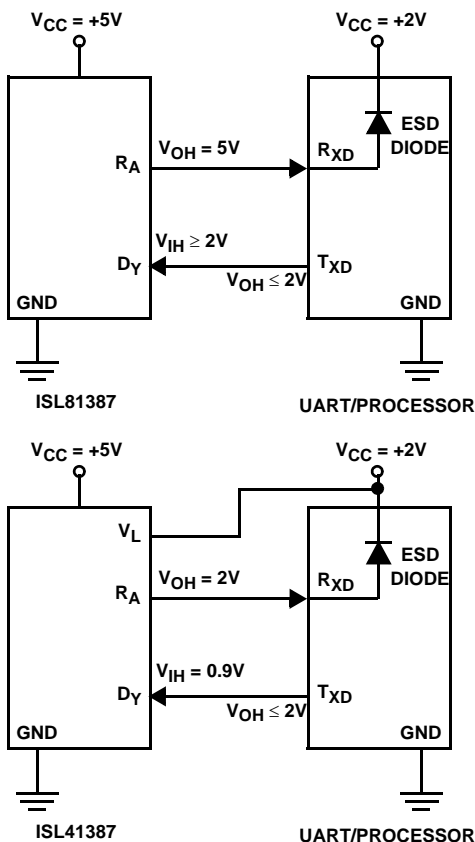 VCC = +5V
VCC = +2V
RA
VOH = 5V
RXD
ESD
DIODE
VIH ≥ 2V
DY
VOH ≤ 2V
TXD
GND
GND
ISL81387
UART/PROCESSOR
VCC = +5V
VCC = +2V
VL
RA
VOH = 2V
RXD
ESD
DIODE
VIH = 0.9V
DY
VOH ≤ 2V
TXD
GND
GND
ISL41387
UART/PROCESSOR